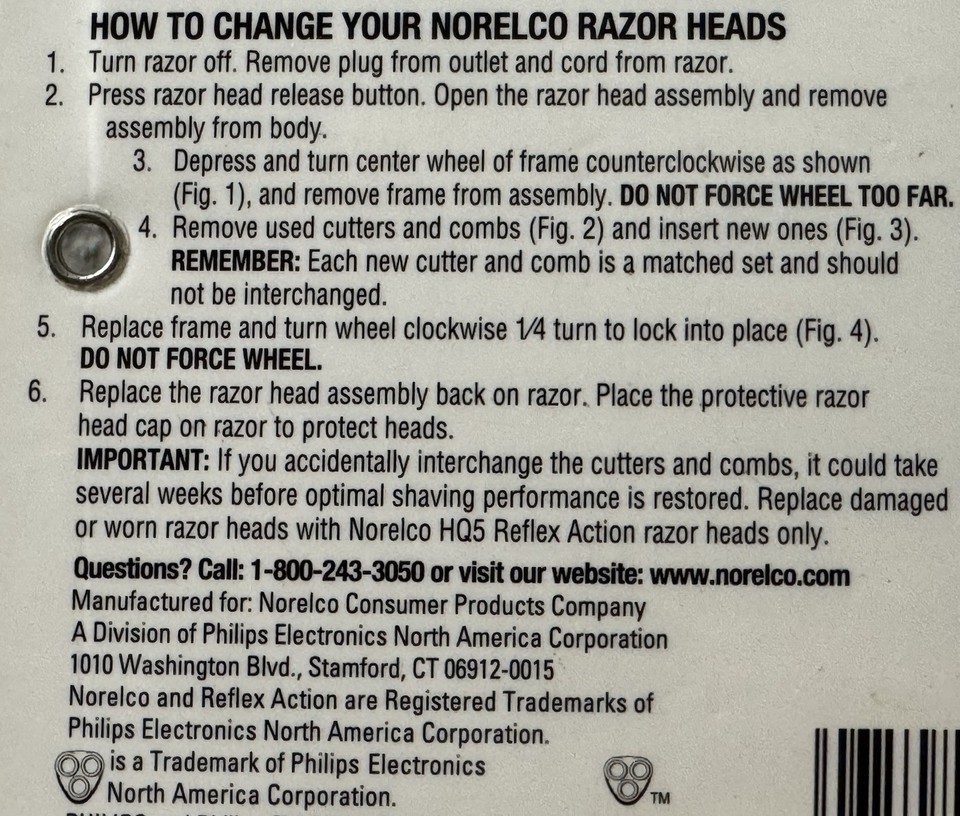 HOW TO CHANGE YOUR NORELCO RAZOR HEADS
1. Turn razor off. Remove plug from outlet and cord from razor.
2. Press razor head release button. Open the razor head assembly and remove
assembly from body.
3. Depress and turn center wheel of frame counterclockwise as shown
(Fig. 1), and remove frame from assembly. DO NOT FORCE WHEEL TOO FAR.
4. Remove used cutters and combs (Fig. 2) and insert new ones (Fig. 3).
REMEMBER: Each new cutter and comb is a matched set and should
not be interchanged.
5. Replace frame and turn wheel clockwise 1/4 turn to lock into place (Fig. 4).
DO NOT FORCE WHEEL.
6. Replace the razor head assembly back on razor. Place the protective razor
head cap on razor to protect heads.
IMPORTANT: If you accidentally interchange the cutters and combs, it could take
several weeks before optimal shaving performance is restored. Replace damaged
or worn razor heads with Norelco HQ5 Reflex Action razor heads only.
Questions? Call: 1-800-243-3050 or visit our website: www.norelco.com
Manufactured for: Norelco Consumer Products Company
A Division of Philips Electronics North America Corporation
1010 Washington Blvd., Stamford, CT 06912-0015
Norelco and Reflex Action are Registered Trademarks of
Philips Electronics North America Corporation.
is a Trademark of Philips Electronics
North America Corporation.
TM